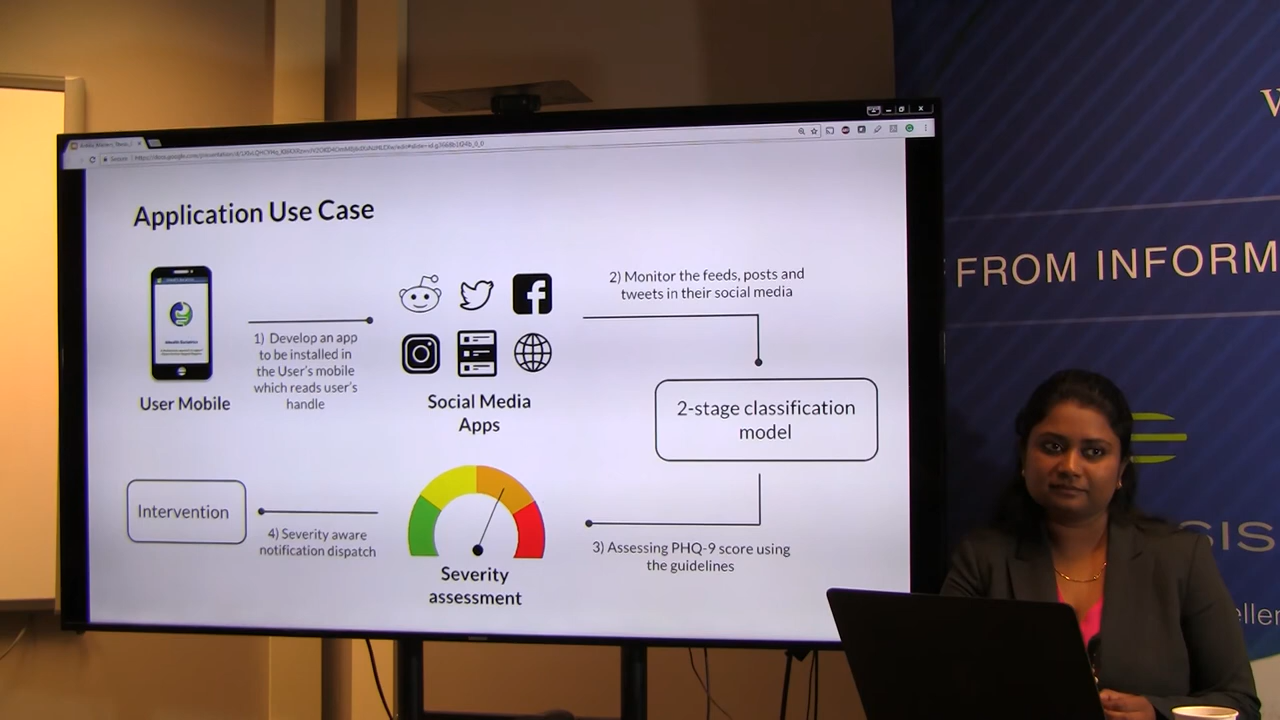 Application Use Case
User Mobile
1) Develop an app
to be installed in
the User's mobile
which reads user's
handle
Social Media
Apps
2) Monitor the feeds, posts and
tweets in their social media
2-stage classification
model
3) Assessing PHQ-9 score using
the guidelines
Severity
assessment
4) Severity aware
notification dispatch
Intervention
FROM INFORM
SIS